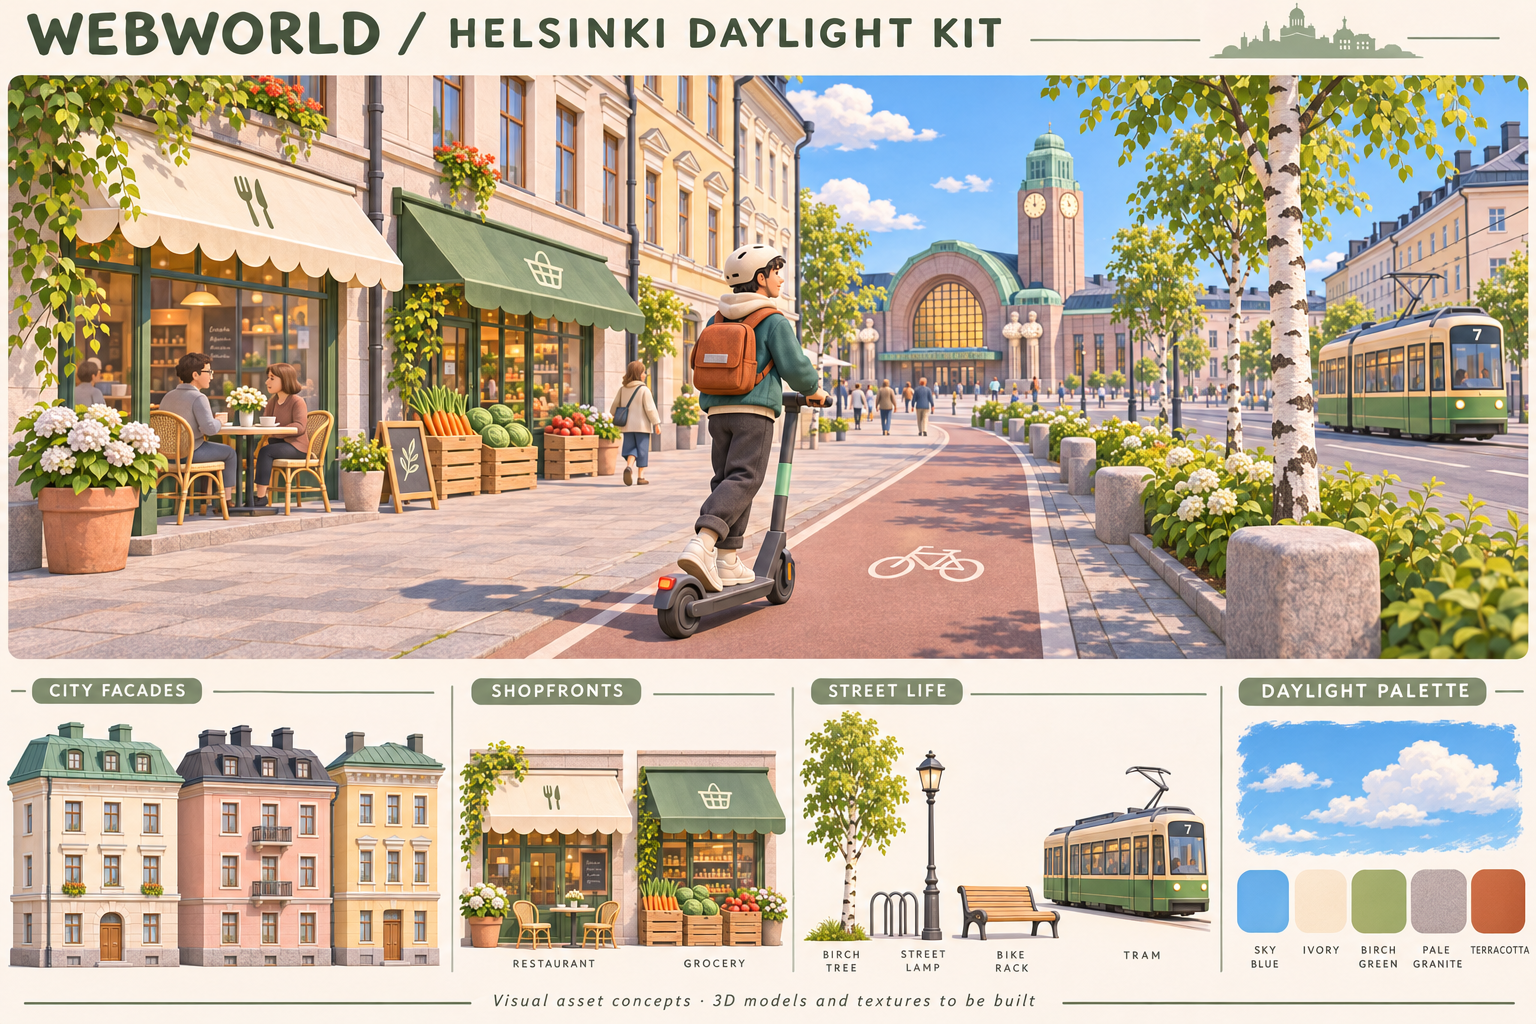 WEBWORLD / HELSINKI DAYLIGHT KIT
7
CITY FACADES
SHOPFRONTS
STREET LIFE
DAYLIGHT PALETTE
7
RESTAURANT
GROCERY
BIRCH
TREE
STREET
LAMP
BIKE
RACK
TRAM
SKY
BLUE
IVORY
BIRCH
GREEN
PALE
GRANITE
TERRACOTTA
Visual asset concepts · 3D models and textures to be built